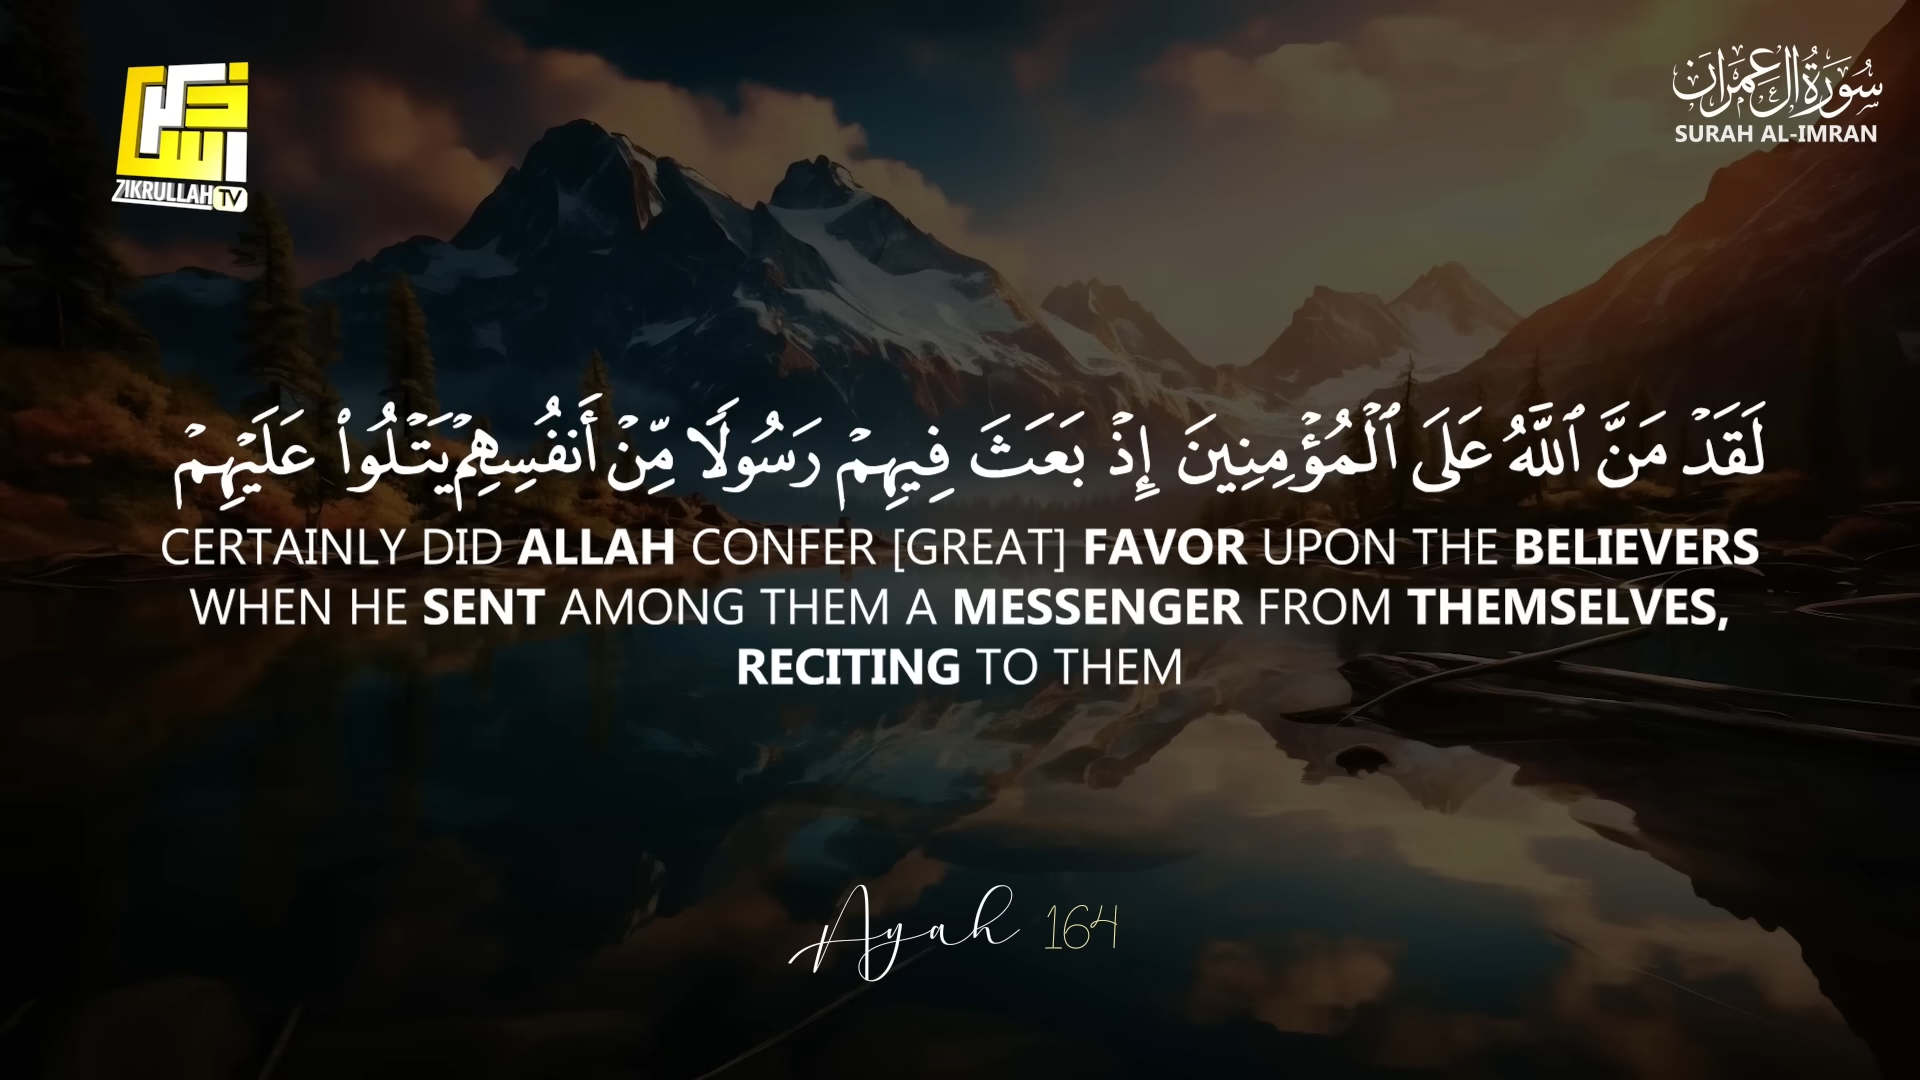 ZIKRULLAH TV
سُورَةُ آلِ عِمْرَان
SURAH AL-IMRAN
لَقَدْ مَنَّ ٱللَّهُ عَلَى ٱلْمُؤْمِنِينَ إِذْ بَعَثَ فِيهِمْ رَسُولًا مِّنْ أَنفُسِهِمْ يَتْلُوا۟ عَلَيْهِمْ
CERTAINLY DID ALLAH CONFER [GREAT] FAVOR UPON THE BELIEVERS
WHEN HE SENT AMONG THEM A MESSENGER FROM THEMSELVES,
RECITING TO THEM
Ayah 164